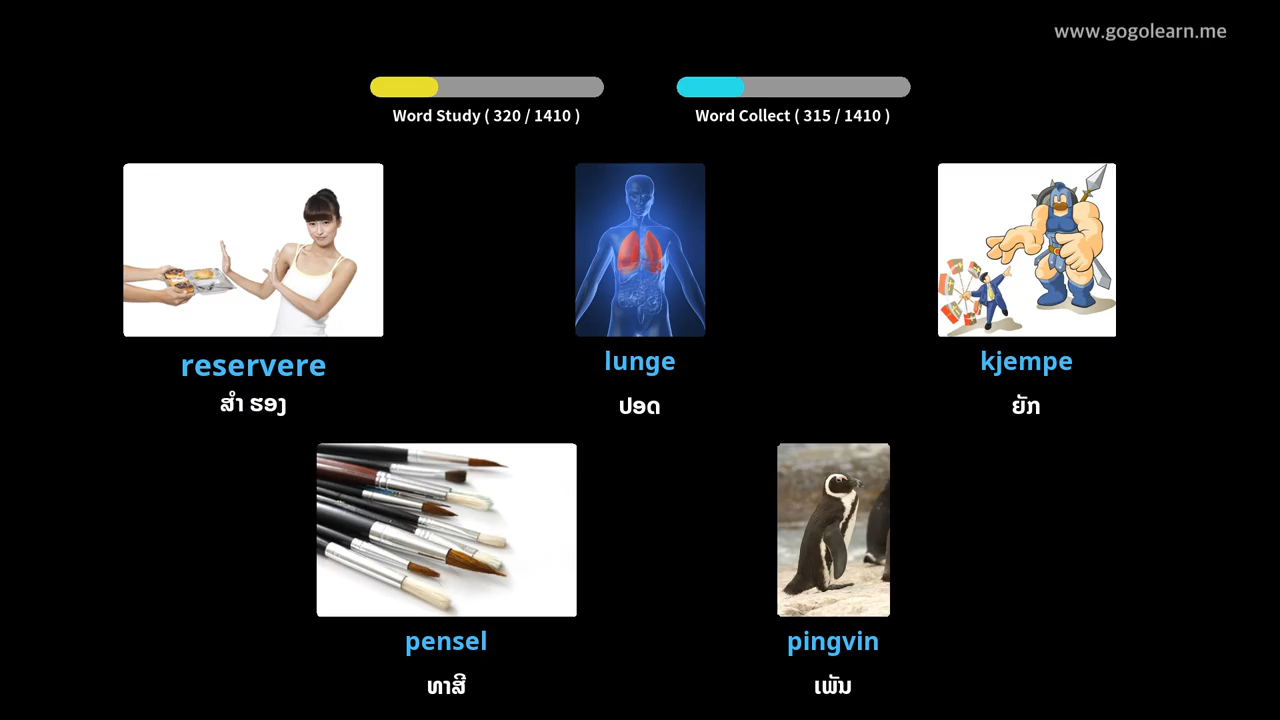 www.gogolearn.me
Word Study ( 320 / 1410 )
Word Collect ( 315 / 1410 )
reservere
ສຳ ຮອງ
lunge
ປອດ
kjempe
ຍັກ
pensel
ທາສີ
pingvin
ເພັນ